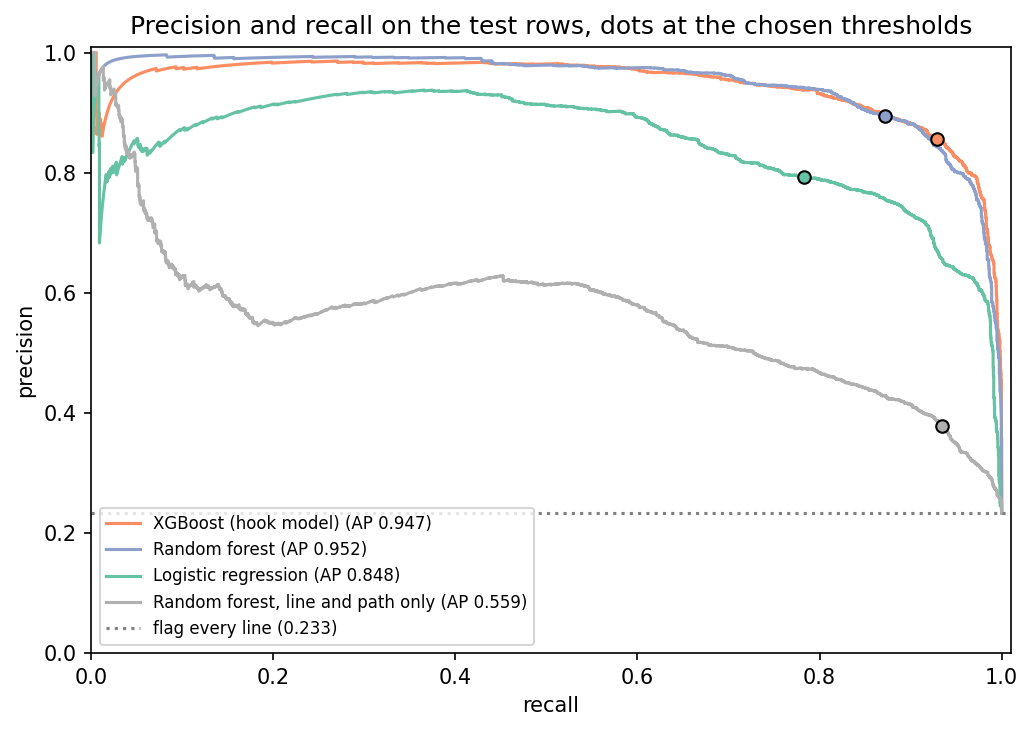 Precision and recall on the test rows, dots at the chosen thresholds
1.0
0.8
0.6
0.4
0.2
0.0
precision
XGBoost (hook model) (AP 0.947)
Random forest (AP 0.952)
Logistic regression (AP 0.848)
Random forest, line and path only (AP 0.559)
flag every line (0.233)
0.0 0.2 0.4 0.6 0.8 1.0
recall